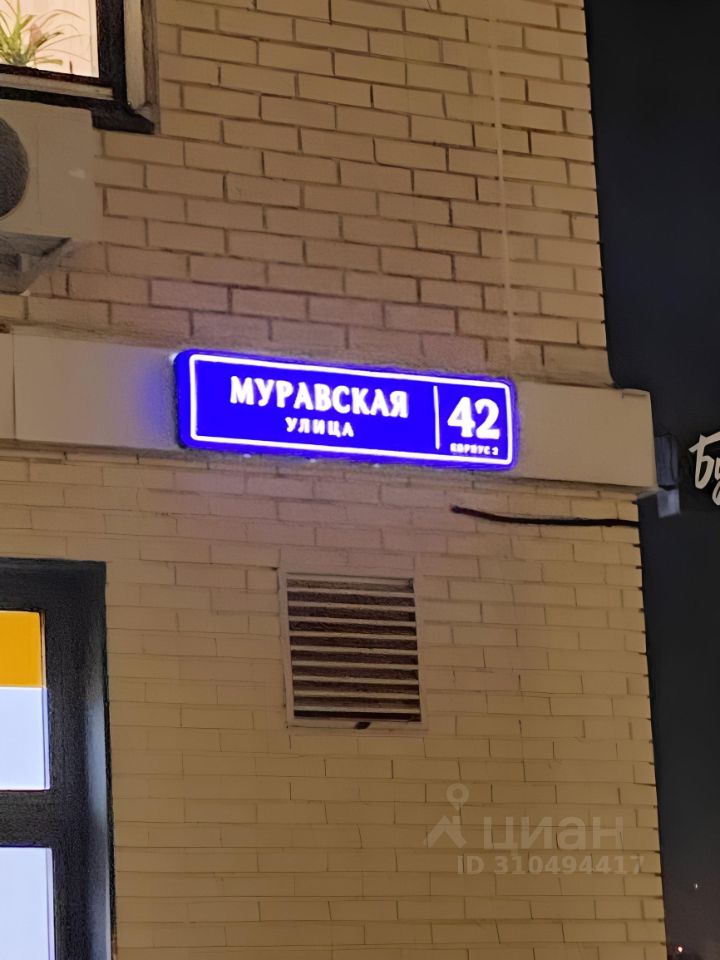 МУРАВСКАЯ
УЛИЦА
42
КОРПУС 2
циан
ID 310494417